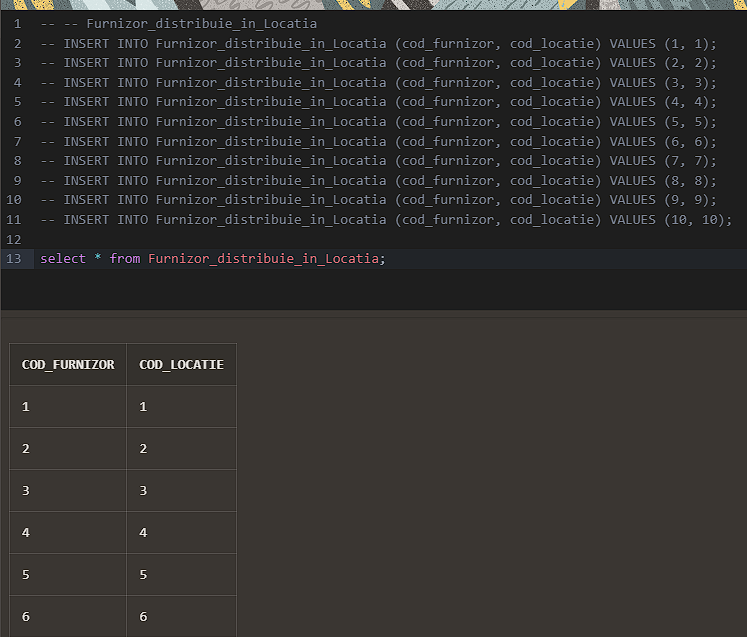 1 -- -- Furnizor_distribuie_in_Locatia
2 -- INSERT INTO Furnizor_distribuie_in_Locatia (cod_furnizor, cod_locatie) VALUES (1, 1);
3 -- INSERT INTO Furnizor_distribuie_in_Locatia (cod_furnizor, cod_locatie) VALUES (2, 2);
4 -- INSERT INTO Furnizor_distribuie_in_Locatia (cod_furnizor, cod_locatie) VALUES (3, 3);
5 -- INSERT INTO Furnizor_distribuie_in_Locatia (cod_furnizor, cod_locatie) VALUES (4, 4);
6 -- INSERT INTO Furnizor_distribuie_in_Locatia (cod_furnizor, cod_locatie) VALUES (5, 5);
7 -- INSERT INTO Furnizor_distribuie_in_Locatia (cod_furnizor, cod_locatie) VALUES (6, 6);
8 -- INSERT INTO Furnizor_distribuie_in_Locatia (cod_furnizor, cod_locatie) VALUES (7, 7);
9 -- INSERT INTO Furnizor_distribuie_in_Locatia (cod_furnizor, cod_locatie) VALUES (8, 8);
10 -- INSERT INTO Furnizor_distribuie_in_Locatia (cod_furnizor, cod_locatie) VALUES (9, 9);
11 -- INSERT INTO Furnizor_distribuie_in_Locatia (cod_furnizor, cod_locatie) VALUES (10, 10);
12
13 select * from Furnizor_distribuie_in_Locatia;
COD_FURNIZOR COD_LOCATIE
1 1
2 2
3 3
4 4
5 5
6 6